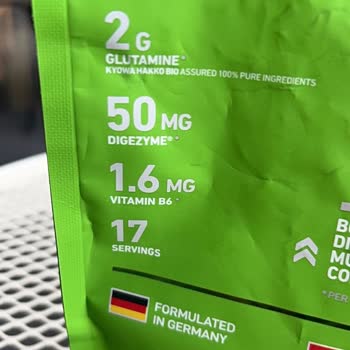 2 G
GLUTAMINE*
KYOWA HAKKO BIO ASSURED 100% PURE INGREDIENTS
50 MG
DIGEZYME®*
1.6 MG
VITAMIN B6*
17
SERVINGS
FORMULATED
IN GERMANY